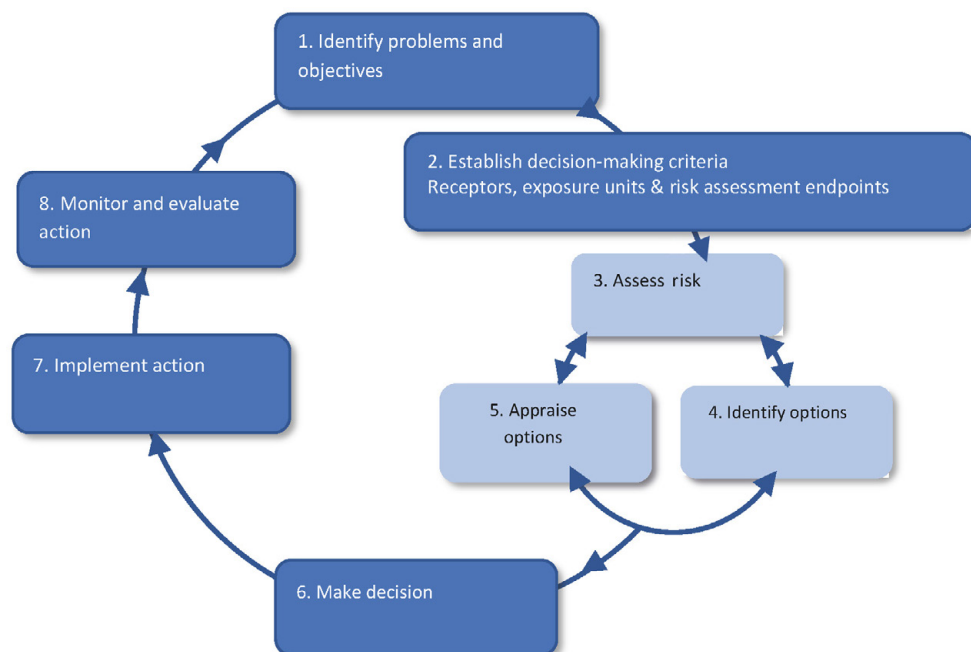 1. Identify problems and
objectives
2. Establish decision-making criteria
Receptors, exposure units & risk assessment endpoints
8. Monitor and evaluate
action
3. Assess risk
7. Implement action
5. Appraise
options
4. Identify options
6. Make decision